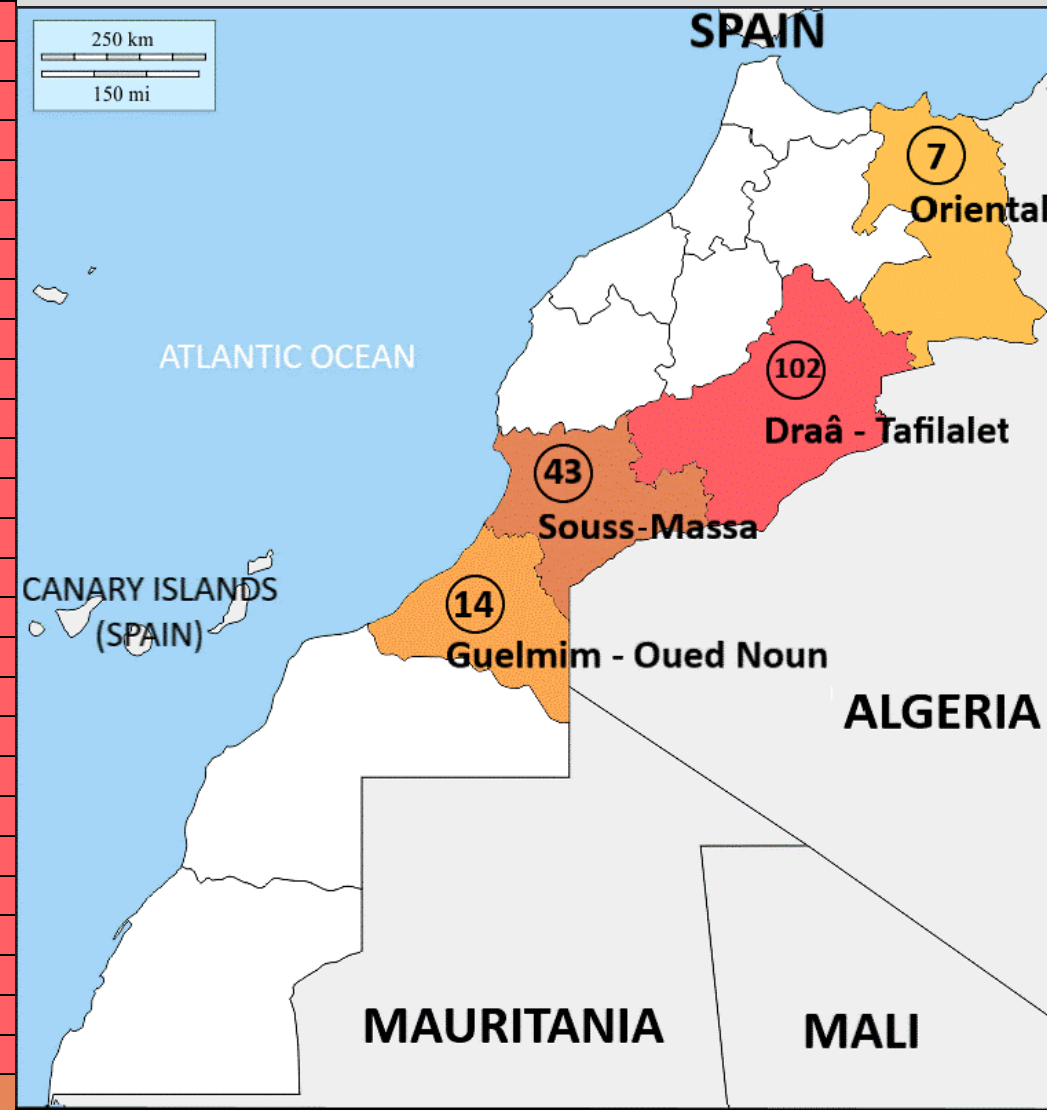 SPAIN
250 km
150 mi
7
Oriental
ATLANTIC OCEAN
102
Draâ - Tafilalet
43
Souss-Massa
CANARY ISLANDS
(SPAIN)
14
Guelmim - Oued Noun
ALGERIA
MAURITANIA
MALI